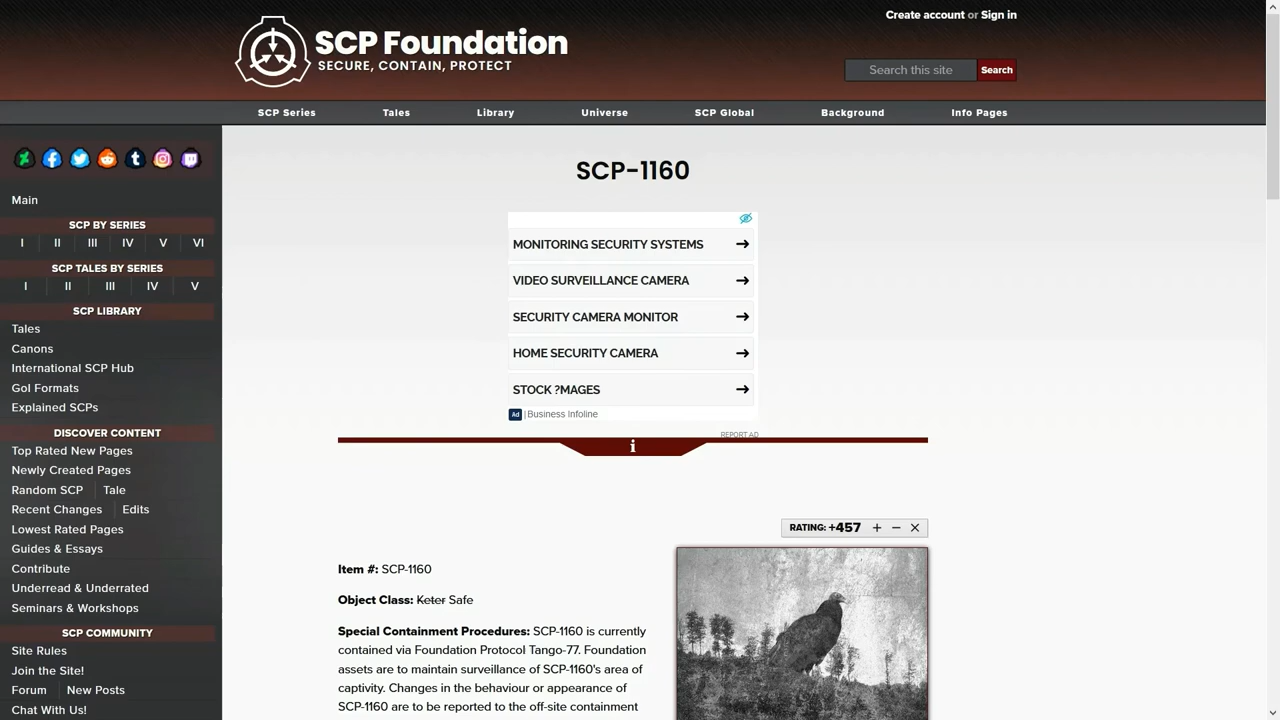 Create account or Sign in
SCP Foundation
SECURE, CONTAIN, PROTECT
Search this site
Search
SCP Series
Tales
Library
Universe
SCP Global
Background
Info Pages
Main
SCP BY SERIES
I II III IV V VI
SCP TALES BY SERIES
I II III IV V
SCP LIBRARY
Tales
Canons
International SCP Hub
GoI Formats
Explained SCPs
DISCOVER CONTENT
Top Rated New Pages
Newly Created Pages
Random SCP
Tale
Recent Changes
Edits
Lowest Rated Pages
Guides & Essays
Contribute
Underread & Underrated
Seminars & Workshops
SCP COMMUNITY
Site Rules
Join the Site!
Forum
New Posts
Chat With Us!
SCP-1160
MONITORING SECURITY SYSTEMS
VIDEO SURVEILLANCE CAMERA
SECURITY CAMERA MONITOR
HOME SECURITY CAMERA
STOCK ?MAGES
Ad | Business Infoline
REPORT AD
i
RATING: +457 + − ×
Item #: SCP-1160
Object Class: Keter Safe
Special Containment Procedures: SCP-1160 is currently
contained via Foundation Protocol Tango-77. Foundation
assets are to maintain surveillance of SCP-1160's area of
captivity. Changes in the behaviour or appearance of
SCP-1160 are to be reported to the off-site containment